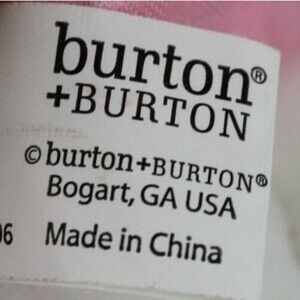 burton®
+BURTON
© burton+BURTON®
Bogart, GA USA
06 Made in China